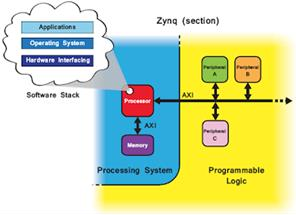 Zynq (section)
Applications
Operating System
Hardware Interfacing
Software Stack
Processor
AXI
Memory
Processing System
Peripheral
A
Peripheral
B
AXI
Peripheral
C
Programmable
Logic